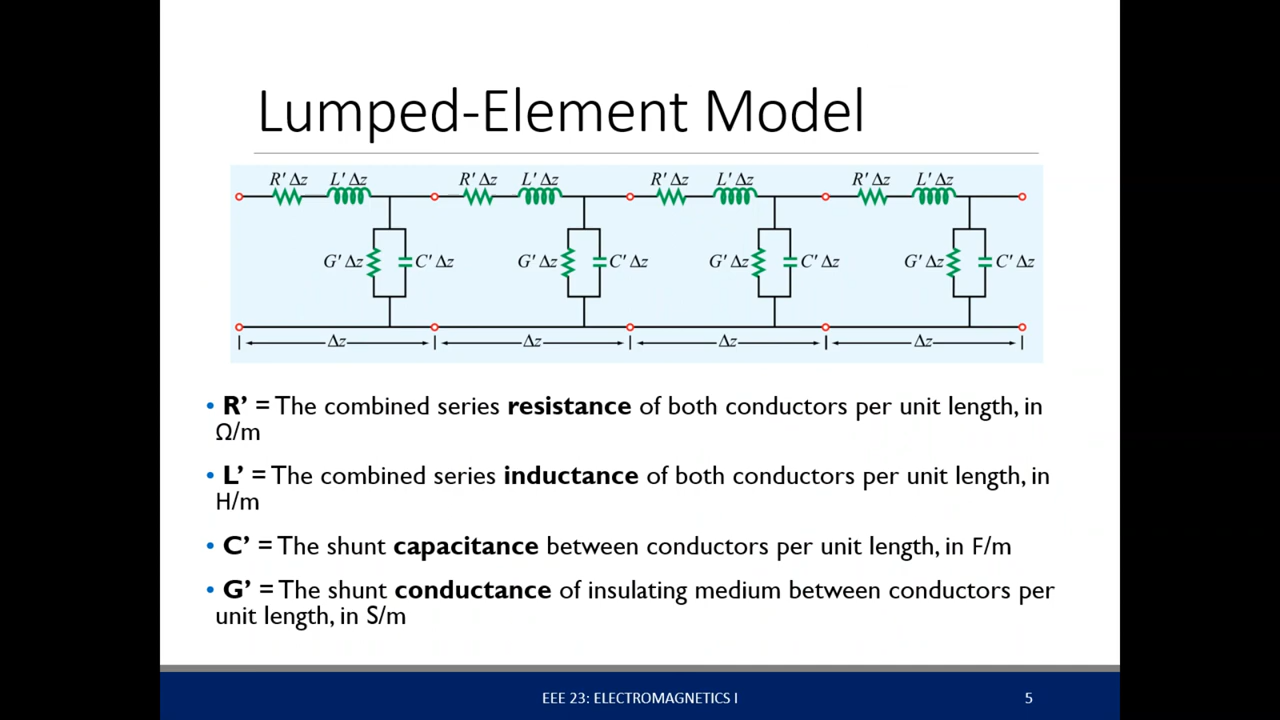 Lumped-Element Model
R' Δz L' Δz R' Δz L' Δz R' Δz L' Δz R' Δz L' Δz
G' Δz C' Δz G' Δz C' Δz G' Δz C' Δz G' Δz C' Δz
Δz Δz Δz Δz
• R’ = The combined series resistance of both conductors per unit length, in
Ω/m
• L’ = The combined series inductance of both conductors per unit length, in
H/m
• C’ = The shunt capacitance between conductors per unit length, in F/m
• G’ = The shunt conductance of insulating medium between conductors per
unit length, in S/m
EEE 23: ELECTROMAGNETICS I 5